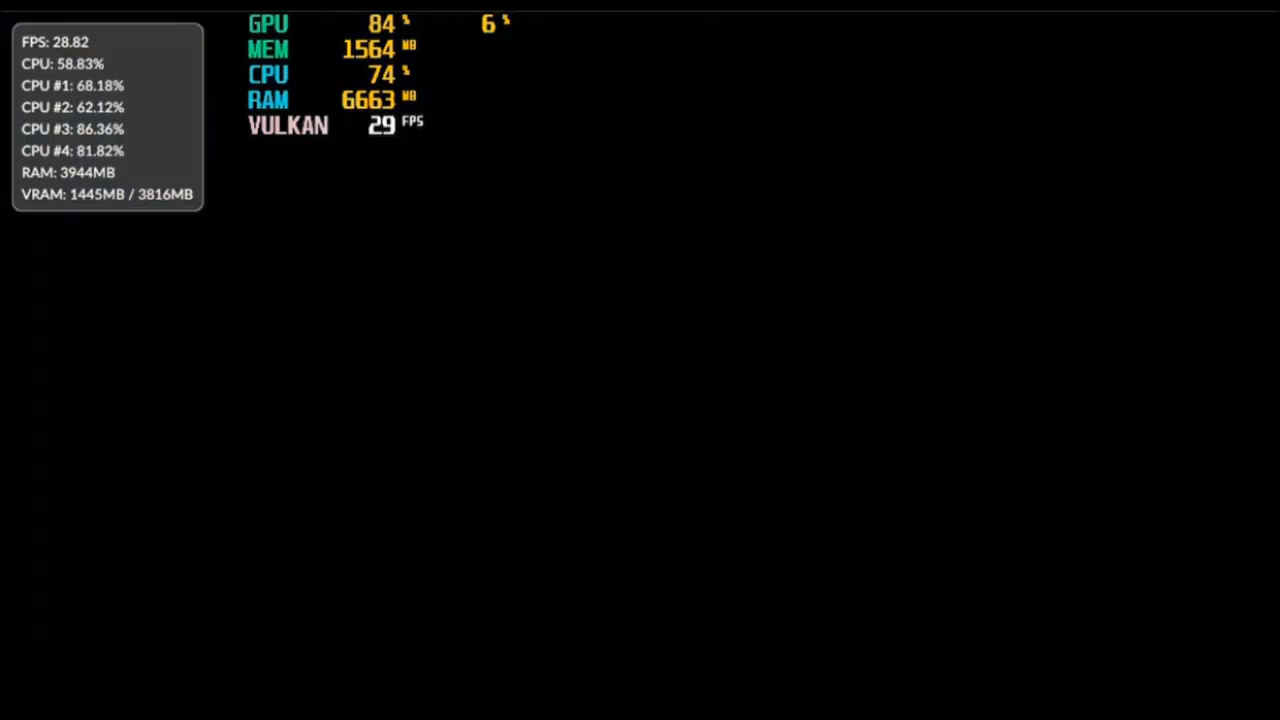 FPS: 28.82
CPU: 58.83%
CPU #1: 68.18%
CPU #2: 62.12%
CPU #3: 86.36%
CPU #4: 81.82%
RAM: 3944MB
VRAM: 1445MB / 3816MB
GPU 84 % 6 %
MEM 1564 MB
CPU 74 %
RAM 6663 MB
VULKAN 29 FPS